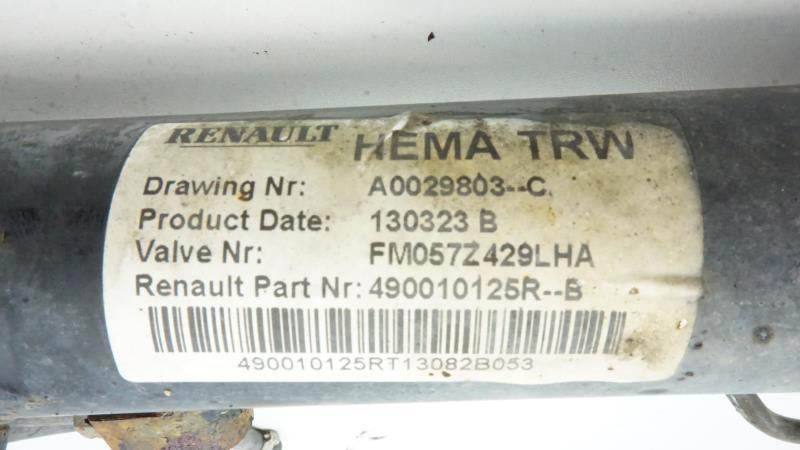 RENAULT HEMA TRW
Drawing Nr: A0029803--C
Product Date: 130323 B
Valve Nr: FM057Z429LHA
Renault Part Nr: 490010125R--B
490010125RT13082B053